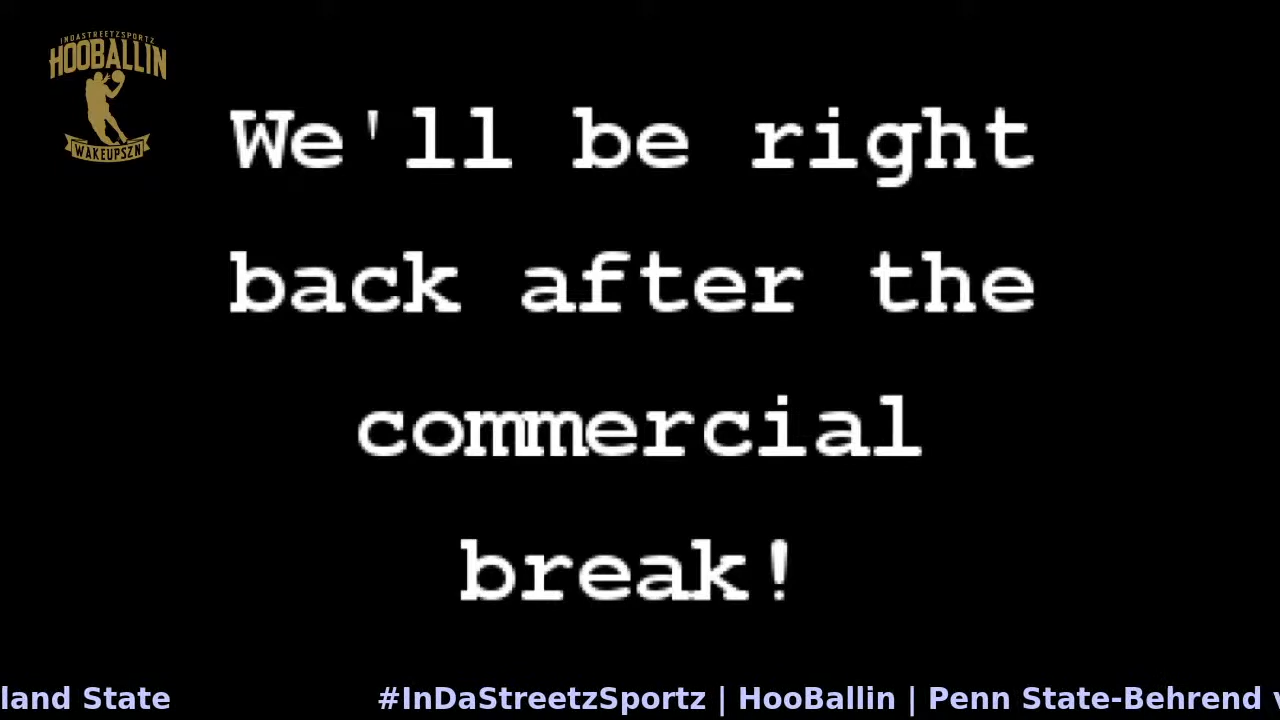 INDASTREETZSPORTZ
HOOBALLIN
WAKEUPSZN
We'll be right
back after the
commercial
break!
land State #InDaStreetzSportz | HooBallin | Penn State-Behrend v